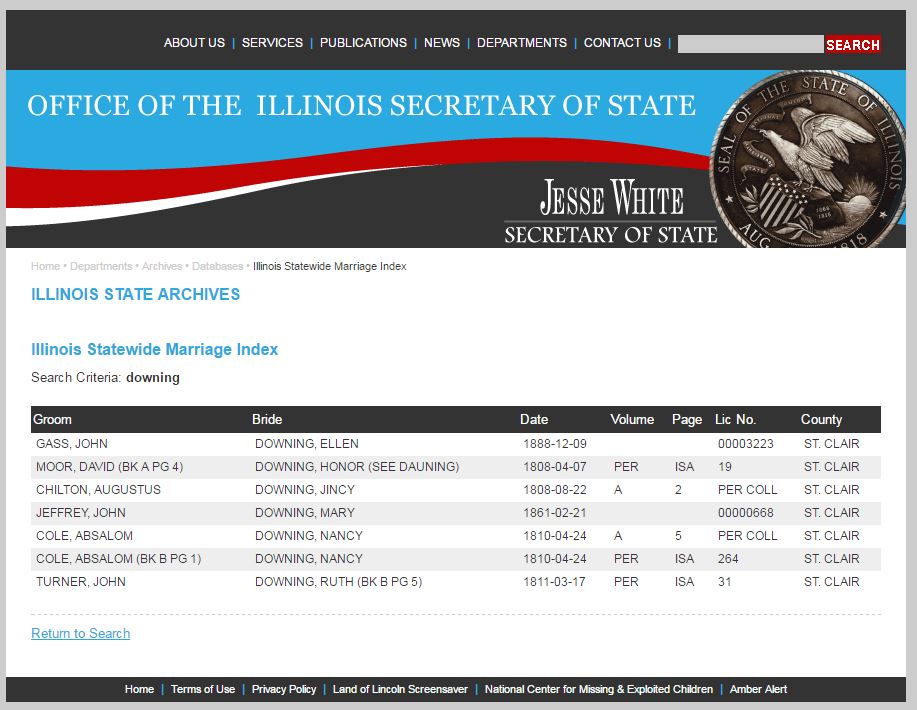 ABOUT US | SERVICES | PUBLICATIONS | NEWS | DEPARTMENTS | CONTACT US | SEARCH
OFFICE OF THE ILLINOIS SECRETARY OF STATE
SEAL OF THE STATE OF ILLINOIS
1868
1818
AUG
1818
JESSE WHITE
SECRETARY OF STATE
Home • Departments • Archives • Databases • Illinois Statewide Marriage Index
ILLINOIS STATE ARCHIVES
Illinois Statewide Marriage Index
Search Criteria: downing
Groom Bride Date Volume Page Lic No. County
GASS, JOHN DOWNING, ELLEN 1888-12-09 00003223 ST. CLAIR
MOOR, DAVID (BK A PG 4) DOWNING, HONOR (SEE DAUNING) 1808-04-07 PER ISA 19 ST. CLAIR
CHILTON, AUGUSTUS DOWNING, JINCY 1808-08-22 A 2 PER COLL ST. CLAIR
JEFFREY, JOHN DOWNING, MARY 1861-02-21 00000668 ST. CLAIR
COLE, ABSALOM DOWNING, NANCY 1810-04-24 A 5 PER COLL ST. CLAIR
COLE, ABSALOM (BK B PG 1) DOWNING, NANCY 1810-04-24 PER ISA 264 ST. CLAIR
TURNER, JOHN DOWNING, RUTH (BK B PG 5) 1811-03-17 PER ISA 31 ST. CLAIR
Return to Search
Home | Terms of Use | Privacy Policy | Land of Lincoln Screensaver | National Center for Missing & Exploited Children | Amber Alert